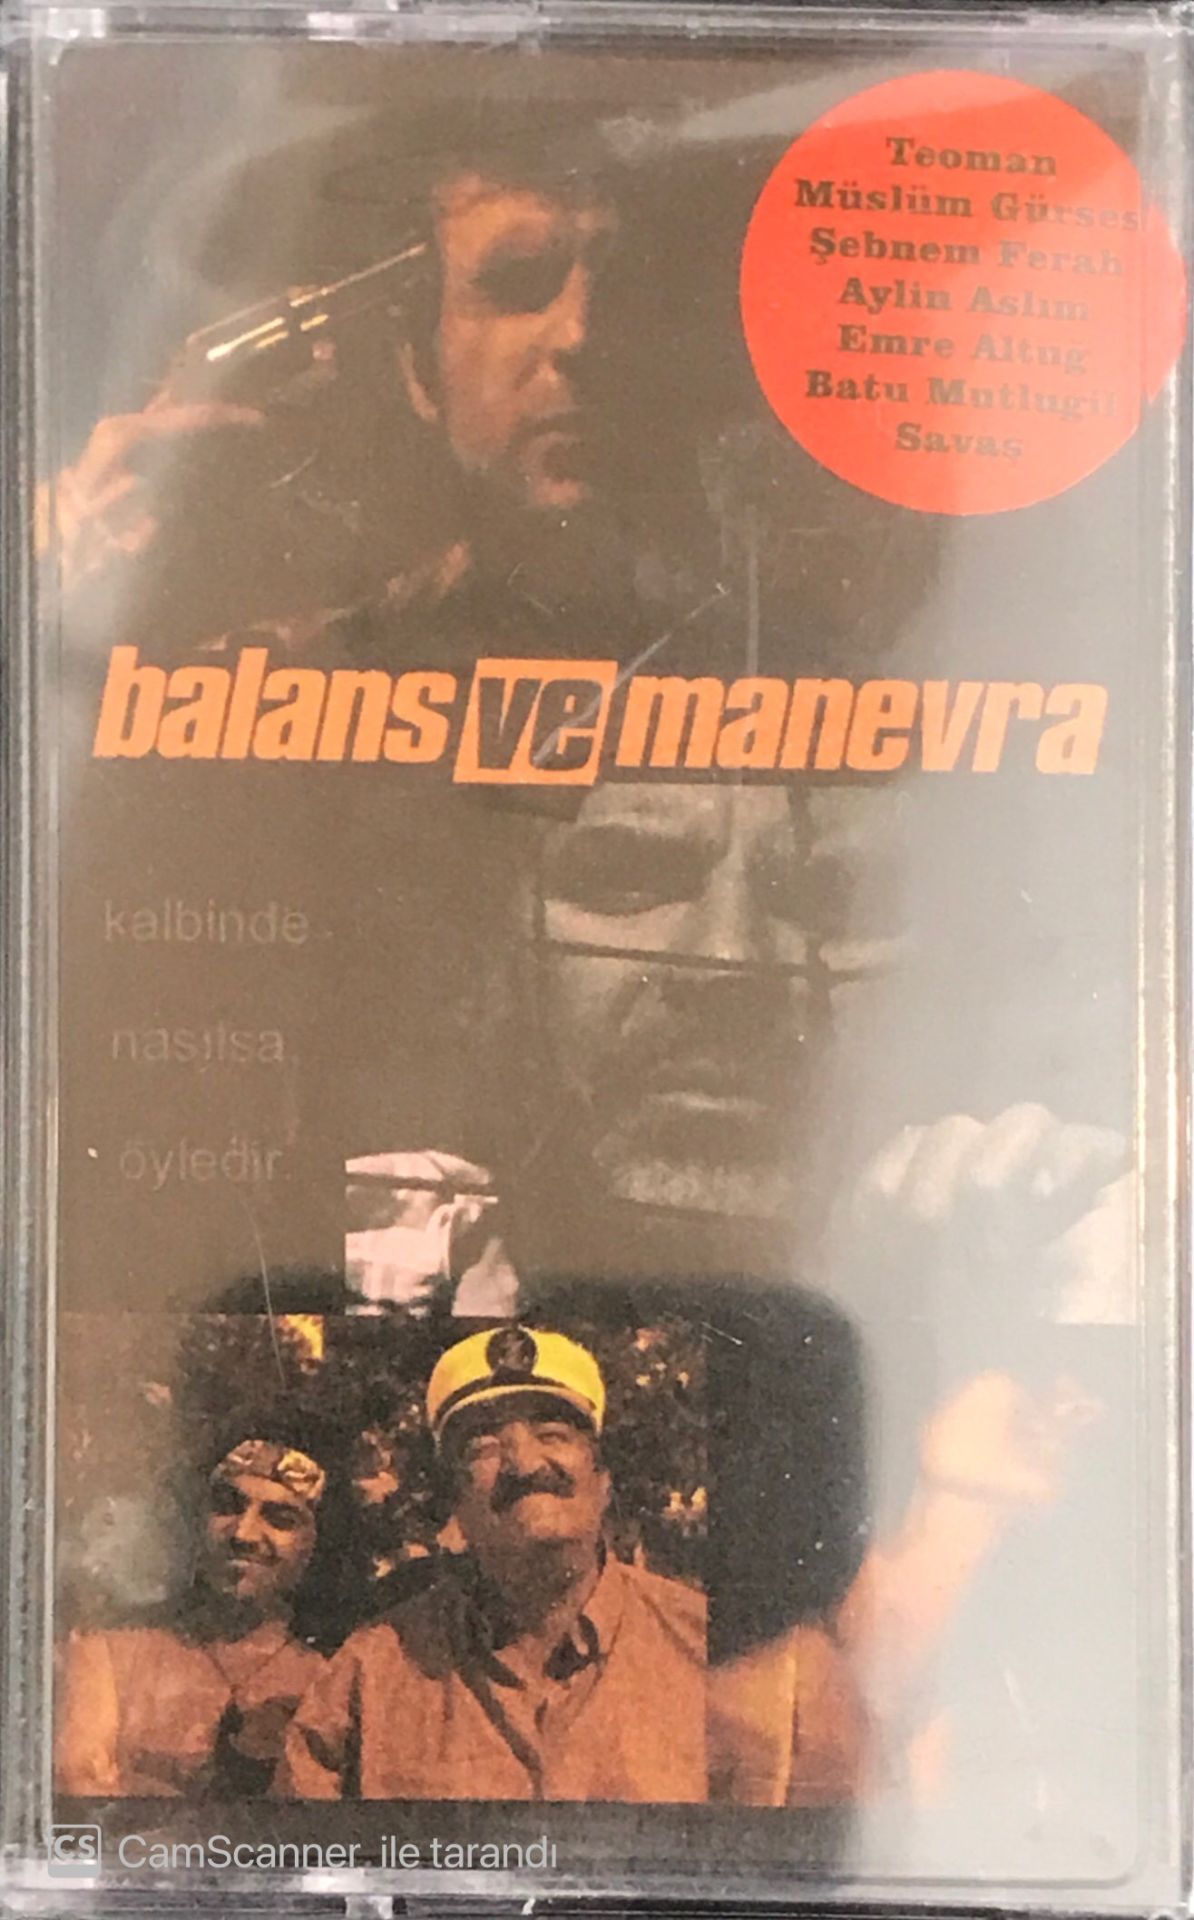 Teoman
Müslüm Gürses
Şebnem Ferah
Aylin Aslım
Emre Altug
Batu Mutlugil
Savaş
balans ve manevra
kalbinde
nasılsa,
öyledir.
CS CamScanner ile tarandı